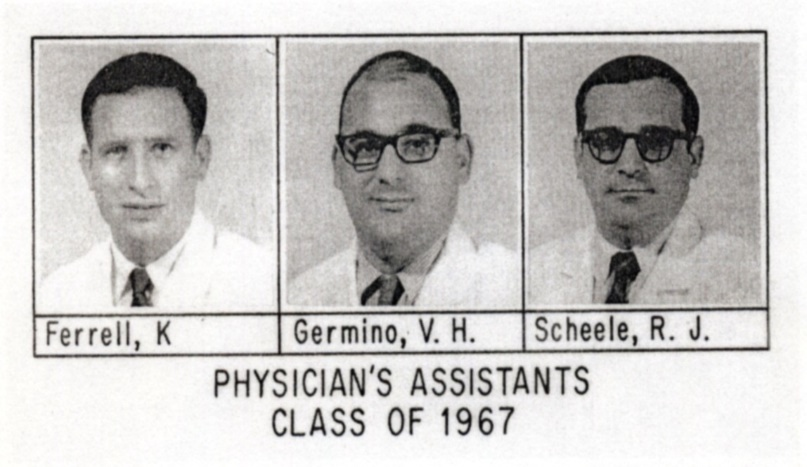 Ferrell, K
Germino, V. H.
Scheele, R. J.
PHYSICIAN'S ASSISTANTS
CLASS OF 1967